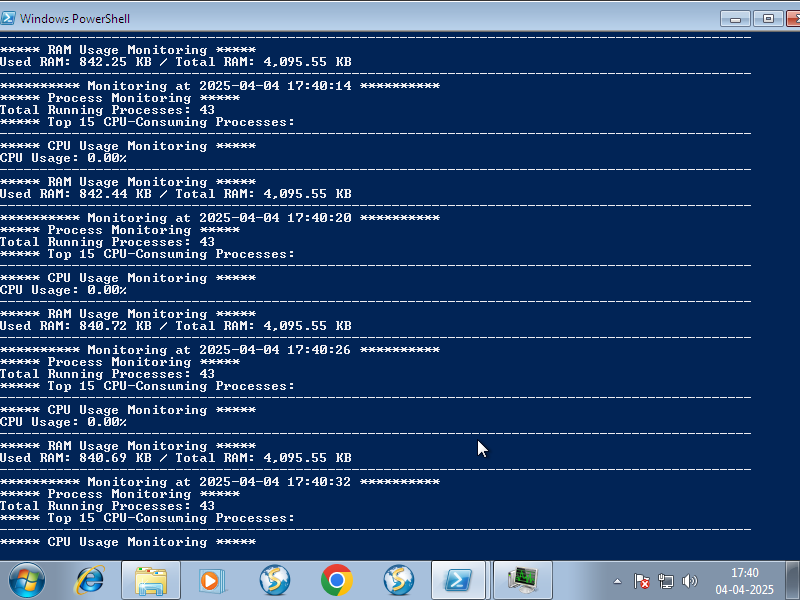 Windows PowerShell
--------------------------------------------------------------------------------
***** RAM Usage Monitoring *****
Used RAM: 842.25 KB / Total RAM: 4,095.55 KB
--------------------------------------------------------------------------------
********** Monitoring at 2025-04-04 17:40:14 **********
***** Process Monitoring *****
Total Running Processes: 43
***** Top 15 CPU-Consuming Processes:
--------------------------------------------------------------------------------
***** CPU Usage Monitoring *****
CPU Usage: 0.00%
--------------------------------------------------------------------------------
***** RAM Usage Monitoring *****
Used RAM: 842.44 KB / Total RAM: 4,095.55 KB
--------------------------------------------------------------------------------
********** Monitoring at 2025-04-04 17:40:20 **********
***** Process Monitoring *****
Total Running Processes: 43
***** Top 15 CPU-Consuming Processes:
--------------------------------------------------------------------------------
***** CPU Usage Monitoring *****
CPU Usage: 0.00%
--------------------------------------------------------------------------------
***** RAM Usage Monitoring *****
Used RAM: 840.72 KB / Total RAM: 4,095.55 KB
--------------------------------------------------------------------------------
********** Monitoring at 2025-04-04 17:40:26 **********
***** Process Monitoring *****
Total Running Processes: 43
***** Top 15 CPU-Consuming Processes:
--------------------------------------------------------------------------------
***** CPU Usage Monitoring *****
CPU Usage: 0.00%
--------------------------------------------------------------------------------
***** RAM Usage Monitoring *****
Used RAM: 840.69 KB / Total RAM: 4,095.55 KB
--------------------------------------------------------------------------------
********** Monitoring at 2025-04-04 17:40:32 **********
***** Process Monitoring *****
Total Running Processes: 43
***** Top 15 CPU-Consuming Processes:
--------------------------------------------------------------------------------
***** CPU Usage Monitoring *****
17:40
04-04-2025